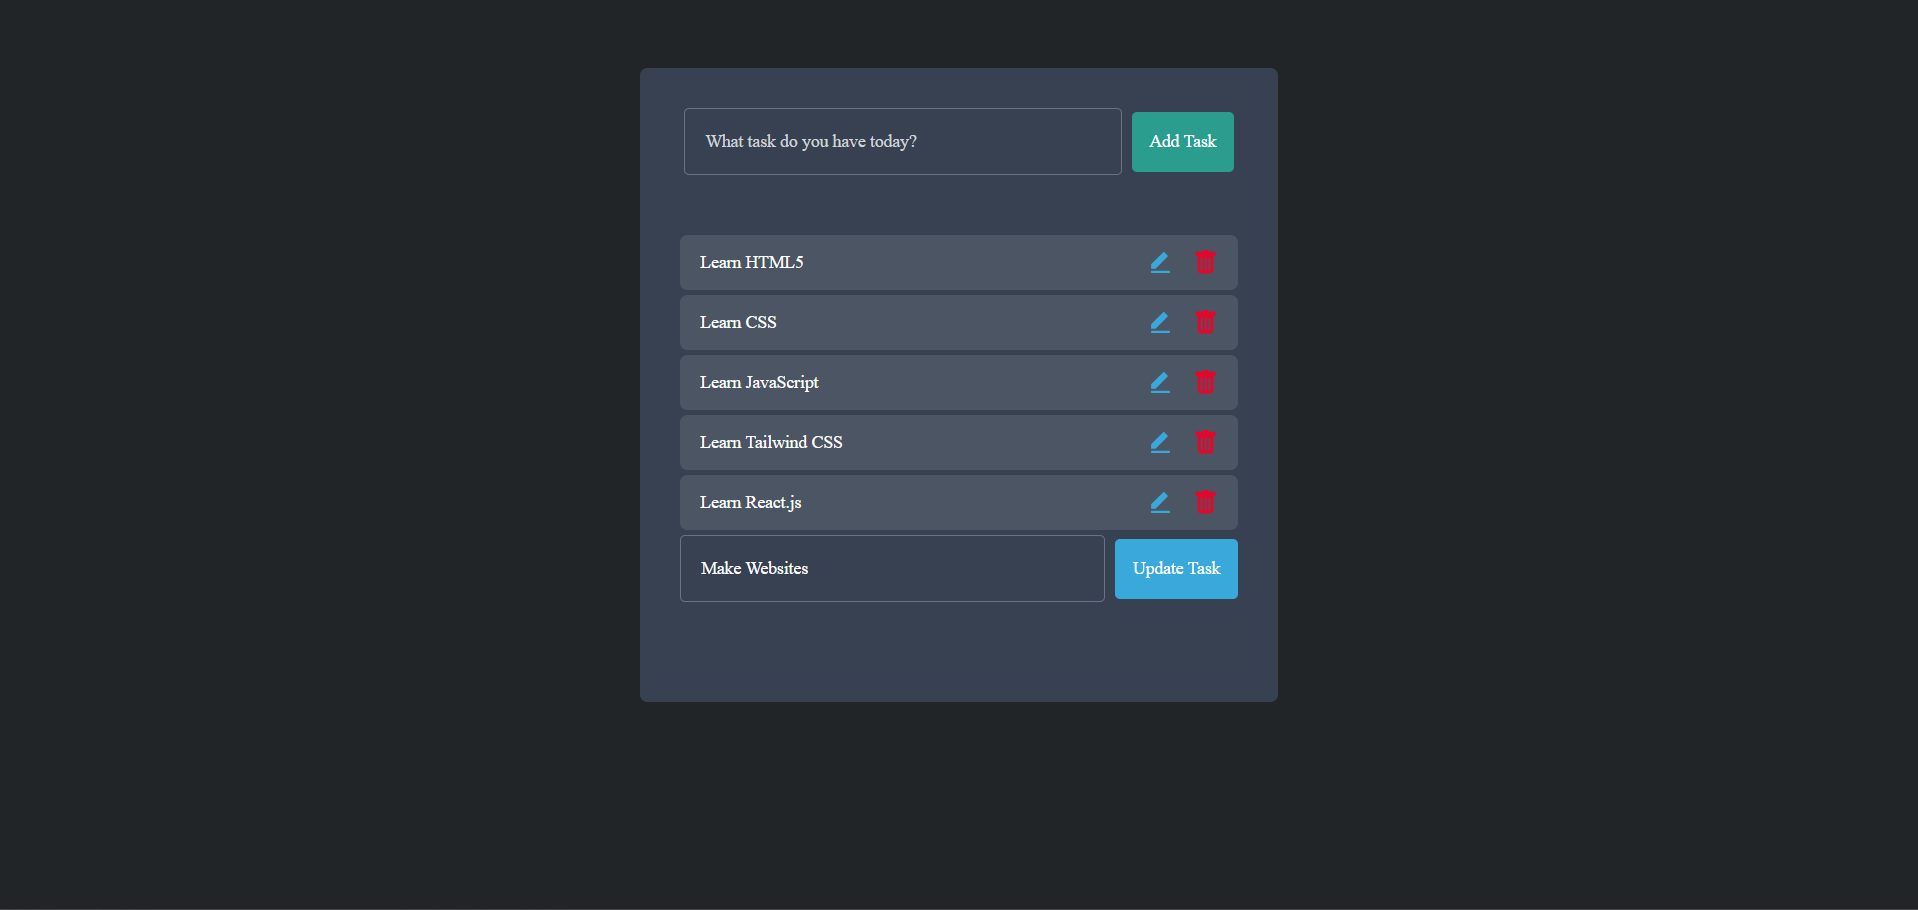 What task do you have today?
Add Task
Learn HTML5
Learn CSS
Learn JavaScript
Learn Tailwind CSS
Learn React.js
Make Websites
Update Task